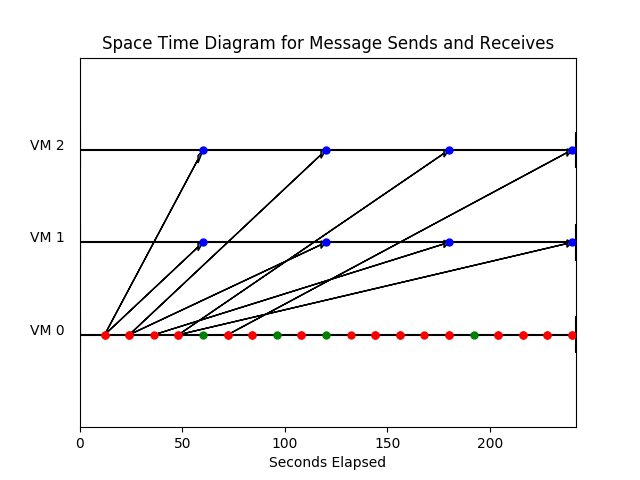 Space Time Diagram for Message Sends and Receives
VM 2
VM 1
VM 0
0 50 100 150 200
Seconds Elapsed